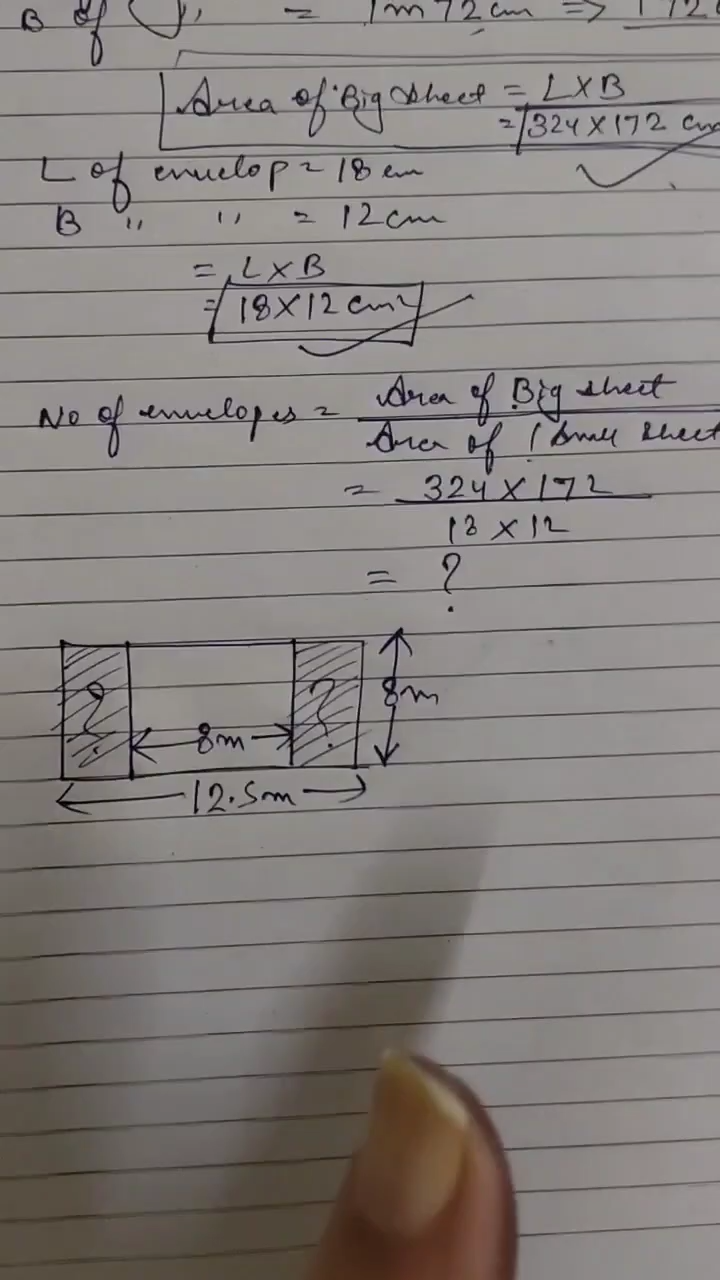 B of " = 1m 72 cm => 172
Area of Big sheet = L X B
= 324 X 172 cm
L of envelop = 18 cm
B " " = 12 cm
= L X B
= 18 X 12 cm²
No of envelopes = Area of Big sheet
Area of 1 small sheet
= 324 X 172
18 X 12
= ?
? ? 8m
8m
12.5m